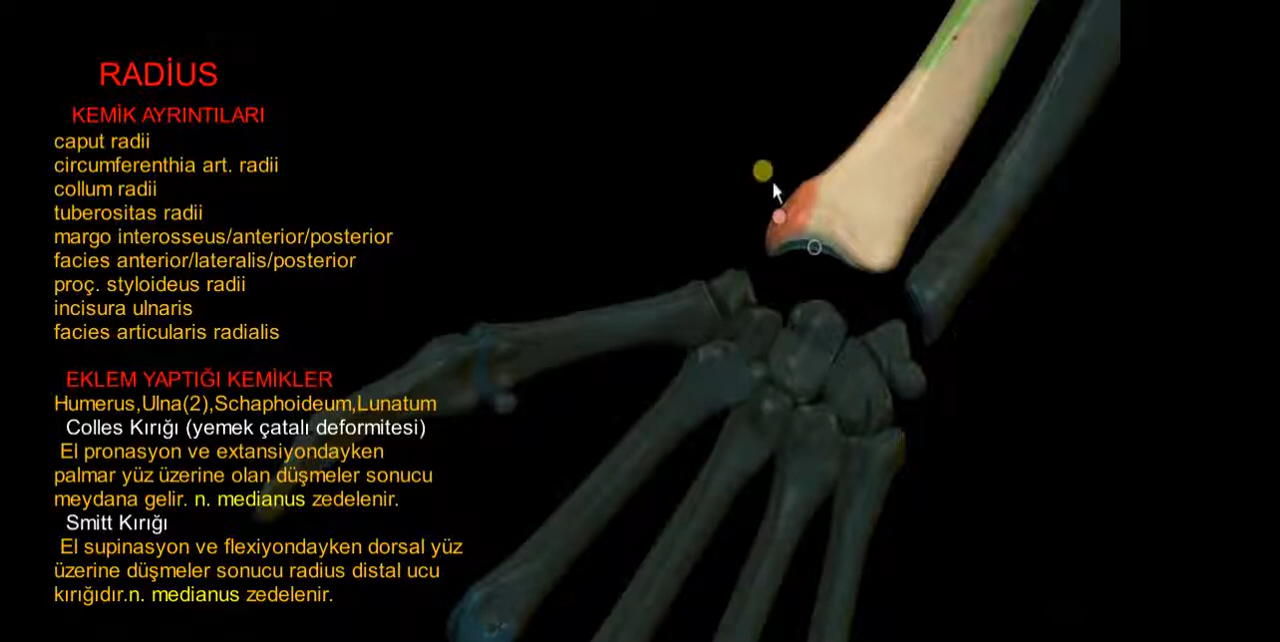 RADİUS
KEMİK AYRINTILARI
caput radii
circumferenthia art. radii
collum radii
tuberositas radii
margo interosseus/anterior/posterior
facies anterior/lateralis/posterior
proç. styloideus radii
incisura ulnaris
facies articularis radialis
EKLEM YAPTIĞI KEMİKLER
Humerus,Ulna(2),Schaphoideum,Lunatum
Colles Kırığı (yemek çatalı deformitesi)
El pronasyon ve extansiyondayken
palmar yüz üzerine olan düşmeler sonucu
meydana gelir. n. medianus zedelenir.
Smitt Kırığı
El supinasyon ve flexiyondayken dorsal yüz
üzerine düşmeler sonucu radius distal ucu
kırığıdır.n. medianus zedelenir.